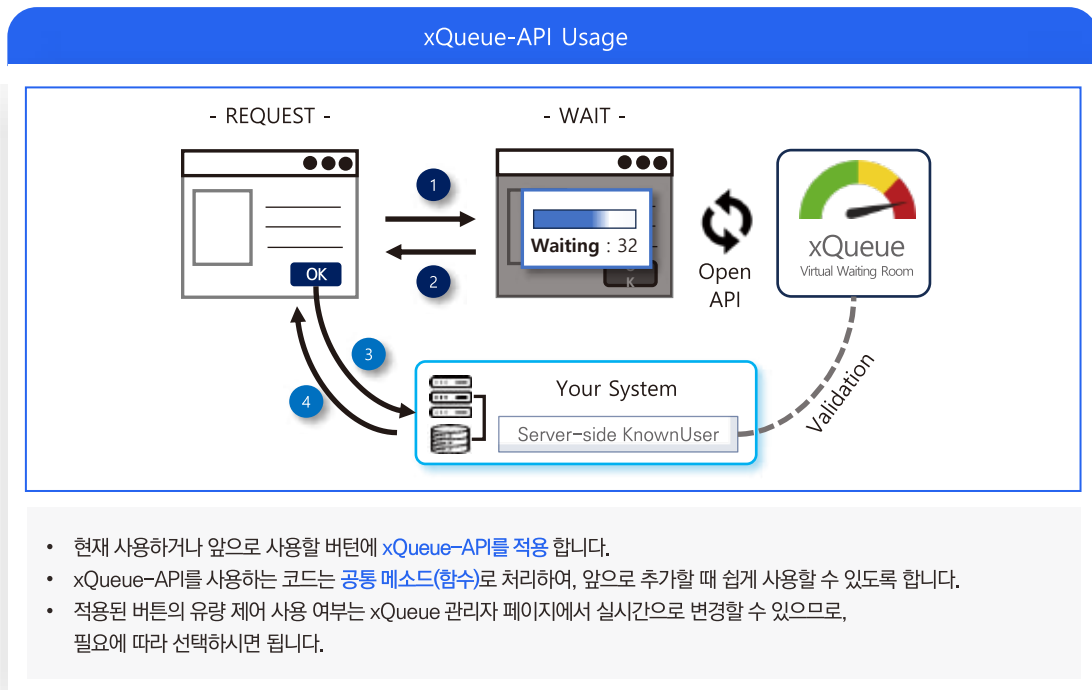 xQueue-API Usage
- REQUEST -
- WAIT -
1
Waiting : 32
OK
2
OK
Open
API
xQueue
Virtual Waiting Room
3
4
Your System
Server-side KnownUser
Validation
• 현재 사용하거나 앞으로 사용할 버턴에 xQueue-API를 적용 합니다.
• xQueue-API를 사용하는 코드는 공통 메소드(함수)로 처리하여, 앞으로 추가할 때 쉽게 사용할 수 있도록 합니다.
• 적용된 버튼의 유량 제어 사용 여부는 xQueue 관리자 페이지에서 실시간으로 변경할 수 있으므로,
필요에 따라 선택하시면 됩니다.